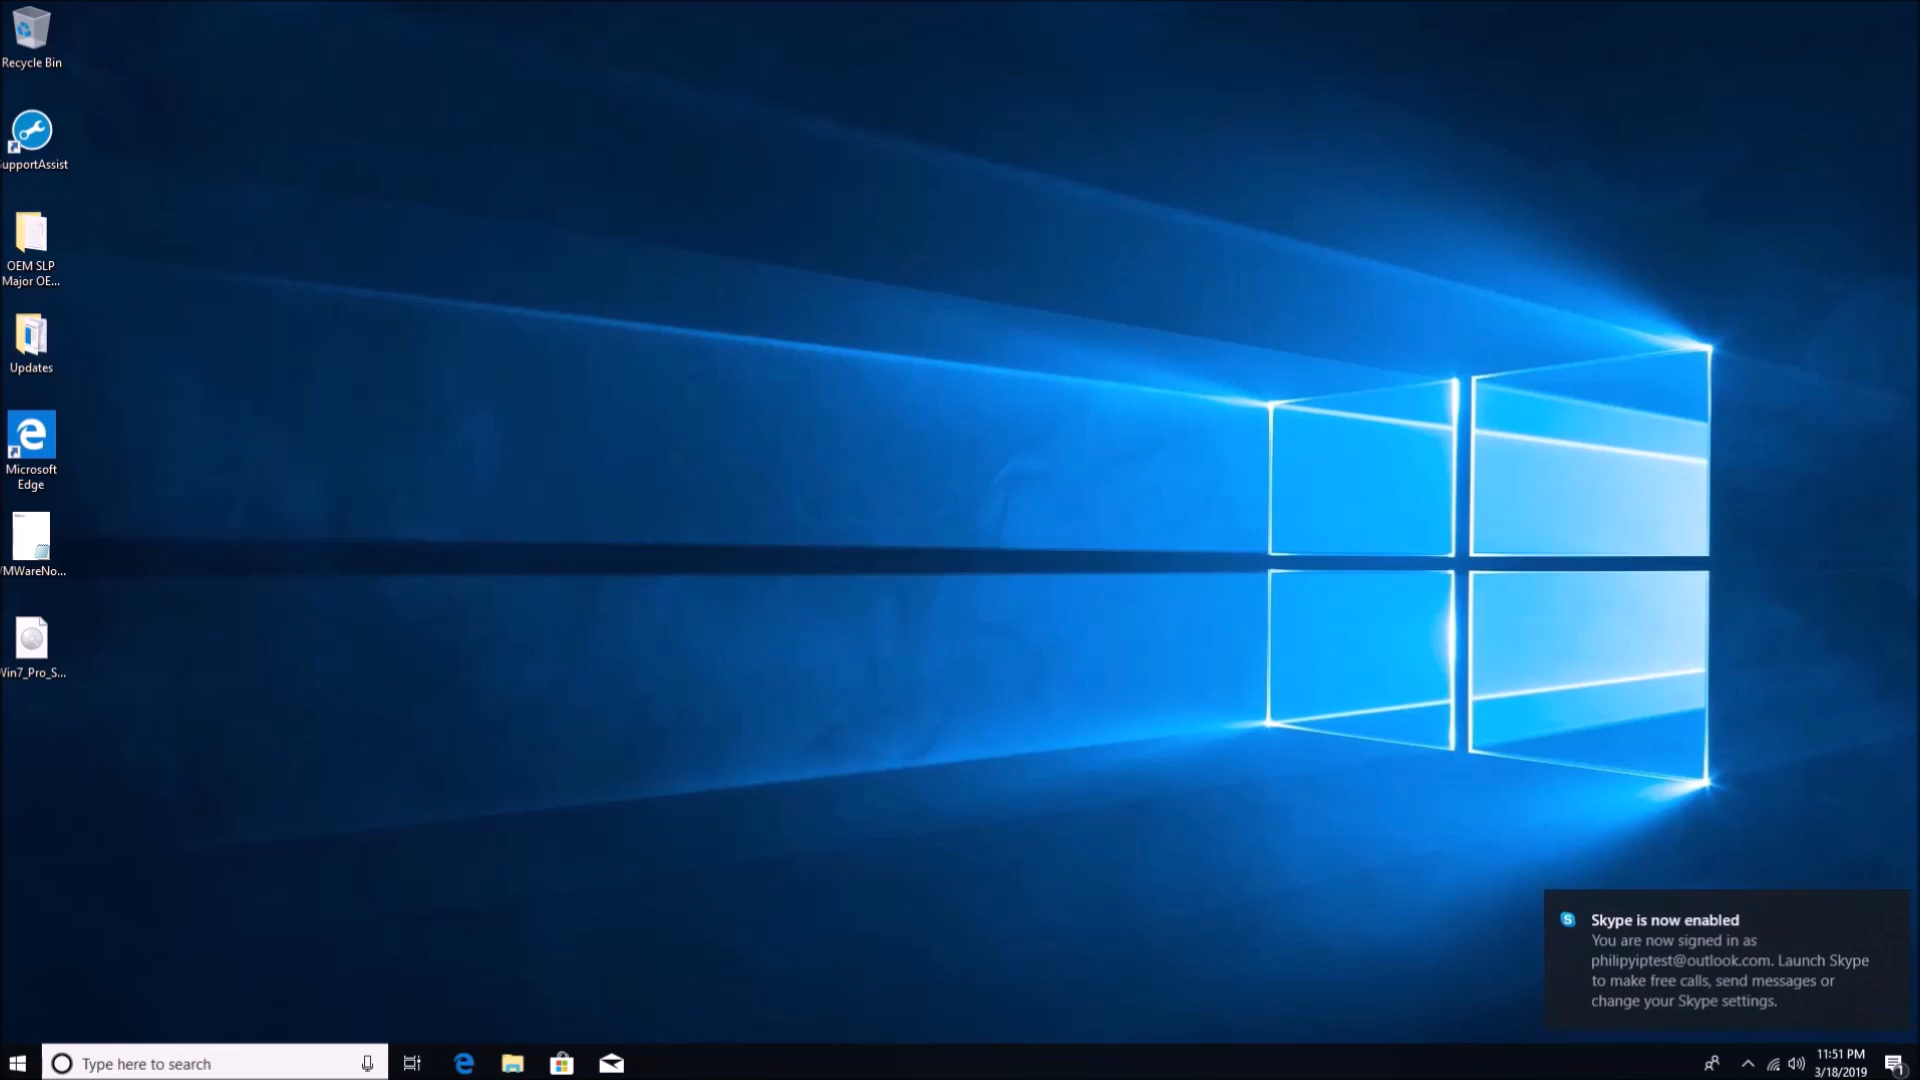 Recycle Bin
upportAssist
OEM SLP
Major OE...
Updates
Microsoft
Edge
MWareNo...
Win7_Pro_S...
Skype is now enabled
You are now signed in as
philipyiptest@outlook.com. Launch Skype
to make free calls, send messages or
change your Skype settings.
Type here to search
11:51 PM
3/18/2019
1